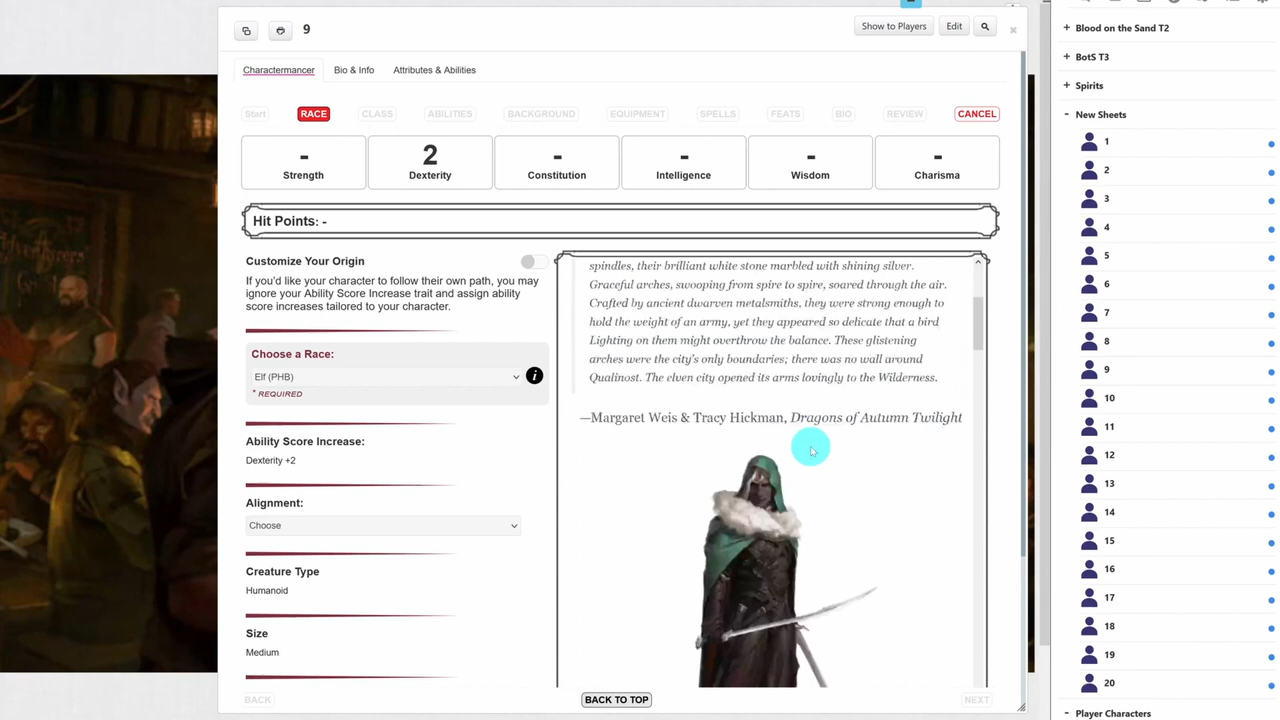 9
Show to Players
Edit
Charactermancer
Bio & Info
Attributes & Abilities
Start
RACE
CLASS
ABILITIES
BACKGROUND
EQUIPMENT
SPELLS
FEATS
BIO
REVIEW
CANCEL
-
Strength
2
Dexterity
-
Constitution
-
Intelligence
-
Wisdom
-
Charisma
Hit Points: -
Customize Your Origin
If you'd like your character to follow their own path, you may
ignore your Ability Score Increase trait and assign ability
score increases tailored to your character.
Choose a Race:
Elf (PHB)
* REQUIRED
Ability Score Increase:
Dexterity +2
Alignment:
Choose
Creature Type
Humanoid
Size
Medium
spindles, their brilliant white stone marbled with shining silver.
Graceful arches, swooping from spire to spire, soared through the air.
Crafted by ancient dwarven metalsmiths, they were strong enough to
hold the weight of an army, yet they appeared so delicate that a bird
Lighting on them might overthrow the balance. These glistening
arches were the city's only boundaries; there was no wall around
Qualinost. The elven city opened its arms lovingly to the Wilderness.
—Margaret Weis & Tracy Hickman, Dragons of Autumn Twilight
BACK
BACK TO TOP
NEXT
+ Blood on the Sand T2
+ BotS T3
+ Spirits
- New Sheets
1
2
3
4
5
6
7
8
9
10
11
12
13
14
15
16
17
18
19
20
- Player Characters